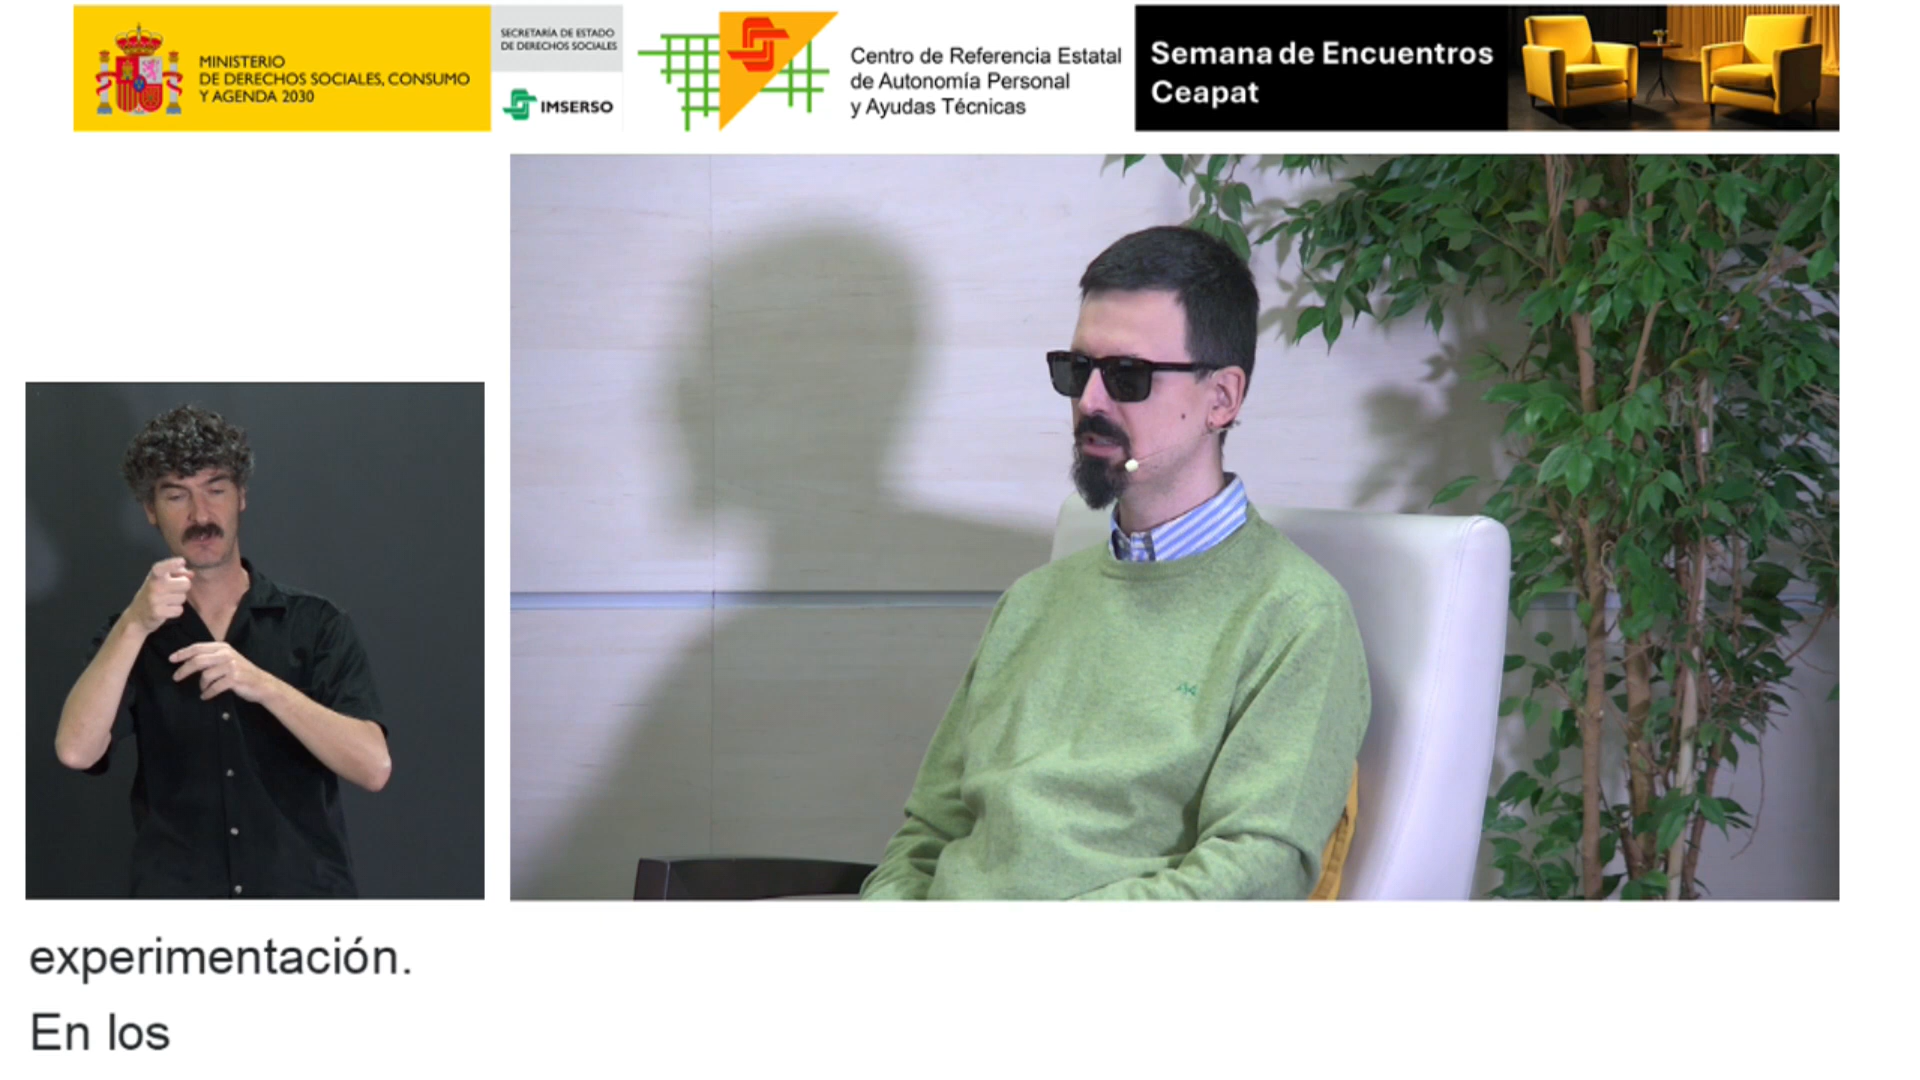 MINISTERIO
DE DERECHOS SOCIALES, CONSUMO
Y AGENDA 2030
SECRETARÍA DE ESTADO
DE DERECHOS SOCIALES
IMSERSO
Centro de Referencia Estatal
de Autonomía Personal
y Ayudas Técnicas
Semana de Encuentros
Ceapat
experimentación.
En los